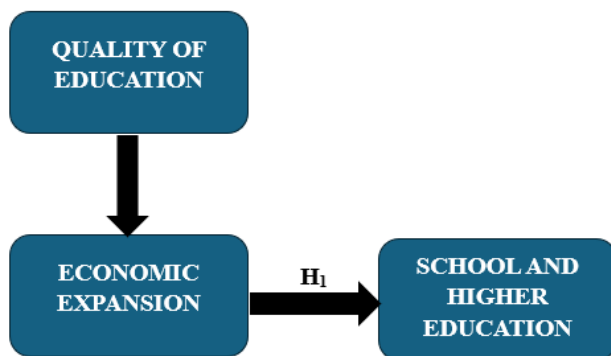 QUALITY OF
EDUCATION
ECONOMIC
EXPANSION
H₁
SCHOOL AND
HIGHER
EDUCATION